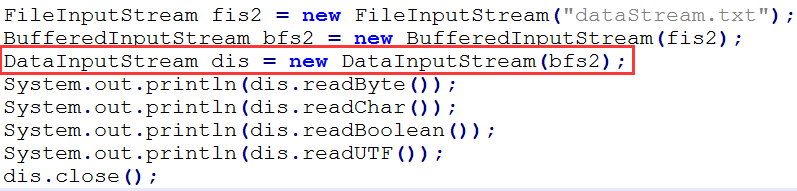 FileInputStream fis2 = new FileInputStream("dataStream.txt");
BufferedInputStream bfs2 = new BufferedInputStream(fis2);
DataInputStream dis = new DataInputStream(bfs2);
System.out.println(dis.readByte());
System.out.println(dis.readChar());
System.out.println(dis.readBoolean());
System.out.println(dis.readUTF());
dis.close();